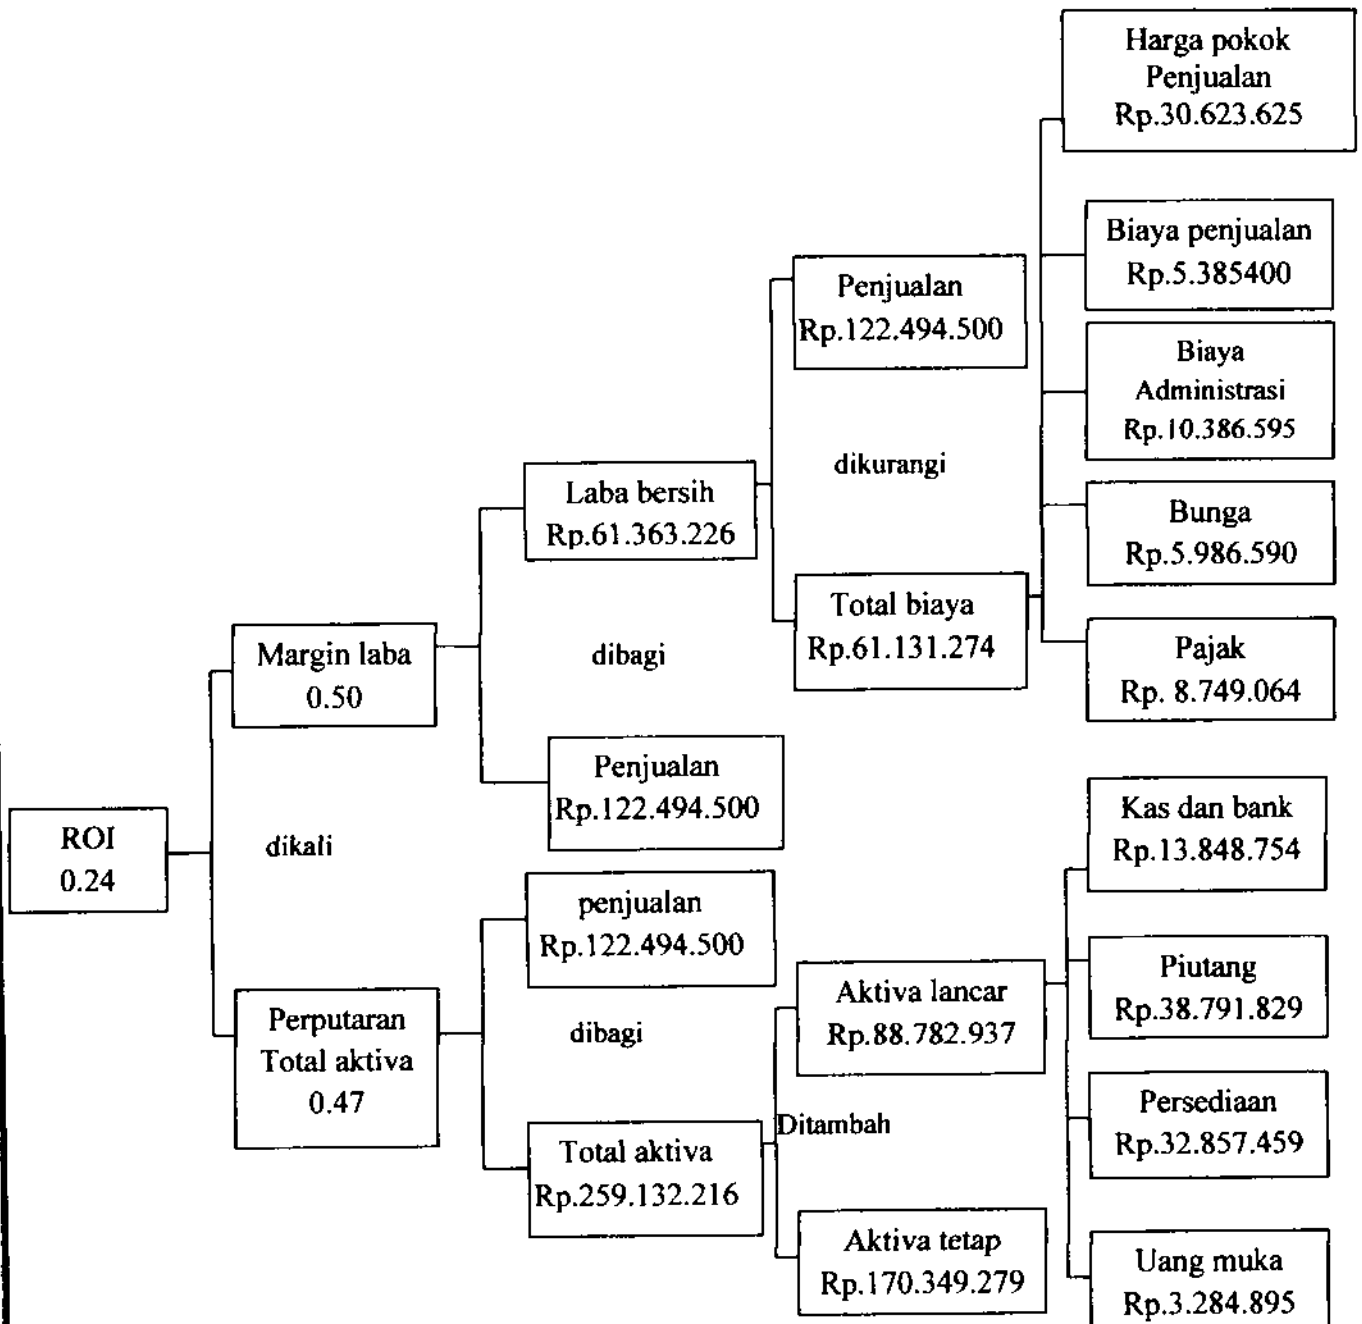 Harga pokok
Penjualan
Rp.30.623.625
Biaya penjualan
Rp.5.385400
Penjualan
Rp.122.494.500
Biaya
Administrasi
Rp.10.386.595
dikurangi
Laba bersih
Rp.61.363.226
Bunga
Rp.5.986.590
Total biaya
Rp.61.131.274
Margin laba
0.50
dibagi
Pajak
Rp. 8.749.064
Penjualan
Rp.122.494.500
Kas dan bank
Rp.13.848.754
ROI
0.24
dikali
penjualan
Rp.122.494.500
Piutang
Rp.38.791.829
Aktiva lancar
Rp.88.782.937
Perputaran
Total aktiva
0.47
dibagi
Persediaan
Rp.32.857.459
Ditambah
Total aktiva
Rp.259.132.216
Aktiva tetap
Rp.170.349.279
Uang muka
Rp.3.284.895